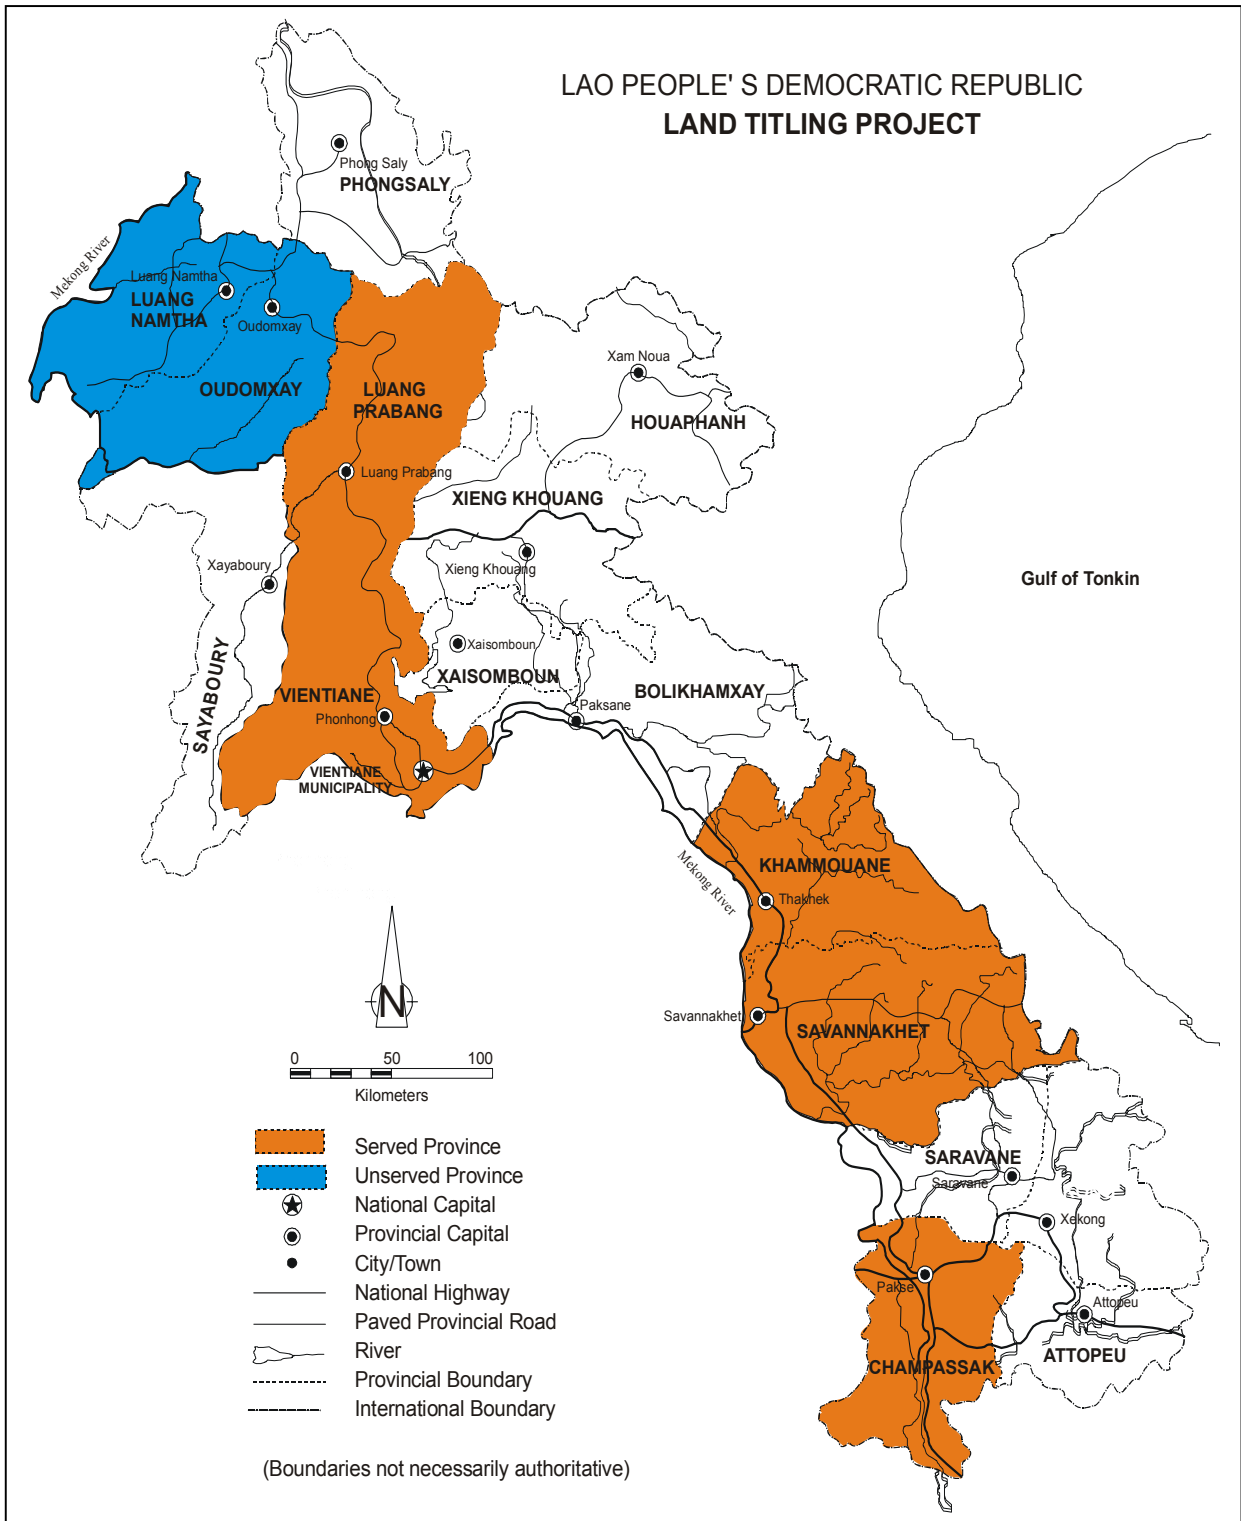 LAO PEOPLE' S DEMOCRATIC REPUBLIC
LAND TITLING PROJECT
Phong Saly
PHONGSALY
Mekong River
Luang Namtha
LUANG
NAMTHA
Oudomxay
OUDOMXAY
LUANG
PRABANG
Xam Noua
HOUAPHANH
Luang Prabang
XIENG KHOUANG
Xayaboury
Xieng Khouang
Gulf of Tonkin
SAYABOURY
Xaisomboun
XAISOMBOUN
BOLIKHAMXAY
VIENTIANE
Phonhong
Paksane
VIENTIANE
MUNICIPALITY
Mekong River
KHAMMOUANE
Thakhek
N
Savannakhet
SAVANNAKHET
0 50 100
Kilometers
SARAVANE
Saravane
Xekong
Pakse
Attopeu
ATTOPEU
CHAMPASSAK
Served Province
Unserved Province
National Capital
Provincial Capital
City/Town
National Highway
Paved Provincial Road
River
Provincial Boundary
International Boundary
(Boundaries not necessarily authoritative)